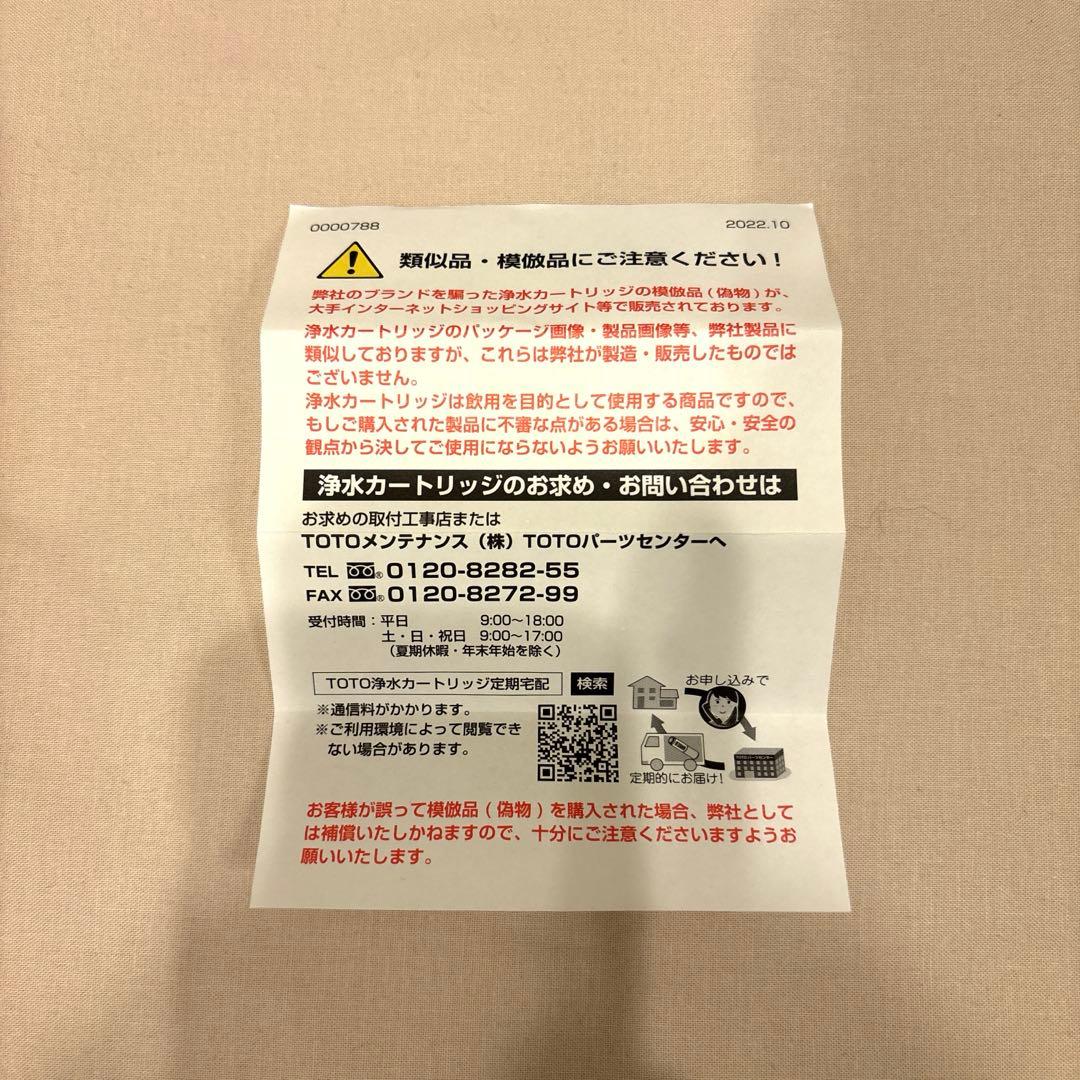 0000788
2022.10
類似品・模倣品にご注意ください！
弊社のブランドを騙った浄水カートリッジの模倣品(偽物)が、
大手インターネットショッピングサイト等で販売されております。
浄水カートリッジのパッケージ画像・製品画像等、弊社製品に
類似しておりますが、これらは弊社が製造・販売したものでは
ございません。
浄水カートリッジは飲用を目的として使用する商品ですので、
もしご購入された製品に不審な点がある場合は、安心・安全の
観点から決してご使用にならないようお願いいたします。
浄水カートリッジのお求め・お問い合わせは
お求めの取付工事店または
TOTOメンテナンス（株）TOTOパーツセンターへ
TEL ® 0120-8282-55
FAX ® 0120-8272-99
受付時間：平日 9:00～18:00
土・日・祝日 9:00～17:00
（夏期休暇・年末年始を除く）
TOTO浄水カートリッジ定期宅配 検索
※通信料がかかります。
※ご利用環境によって閲覧でき
ない場合があります。
お申し込みで
TOTOパーツセンター
定期的にお届け！
お客様が誤って模倣品(偽物)を購入された場合、弊社として
は補償いたしかねますので、十分にご注意くださいますようお
願いいたします。